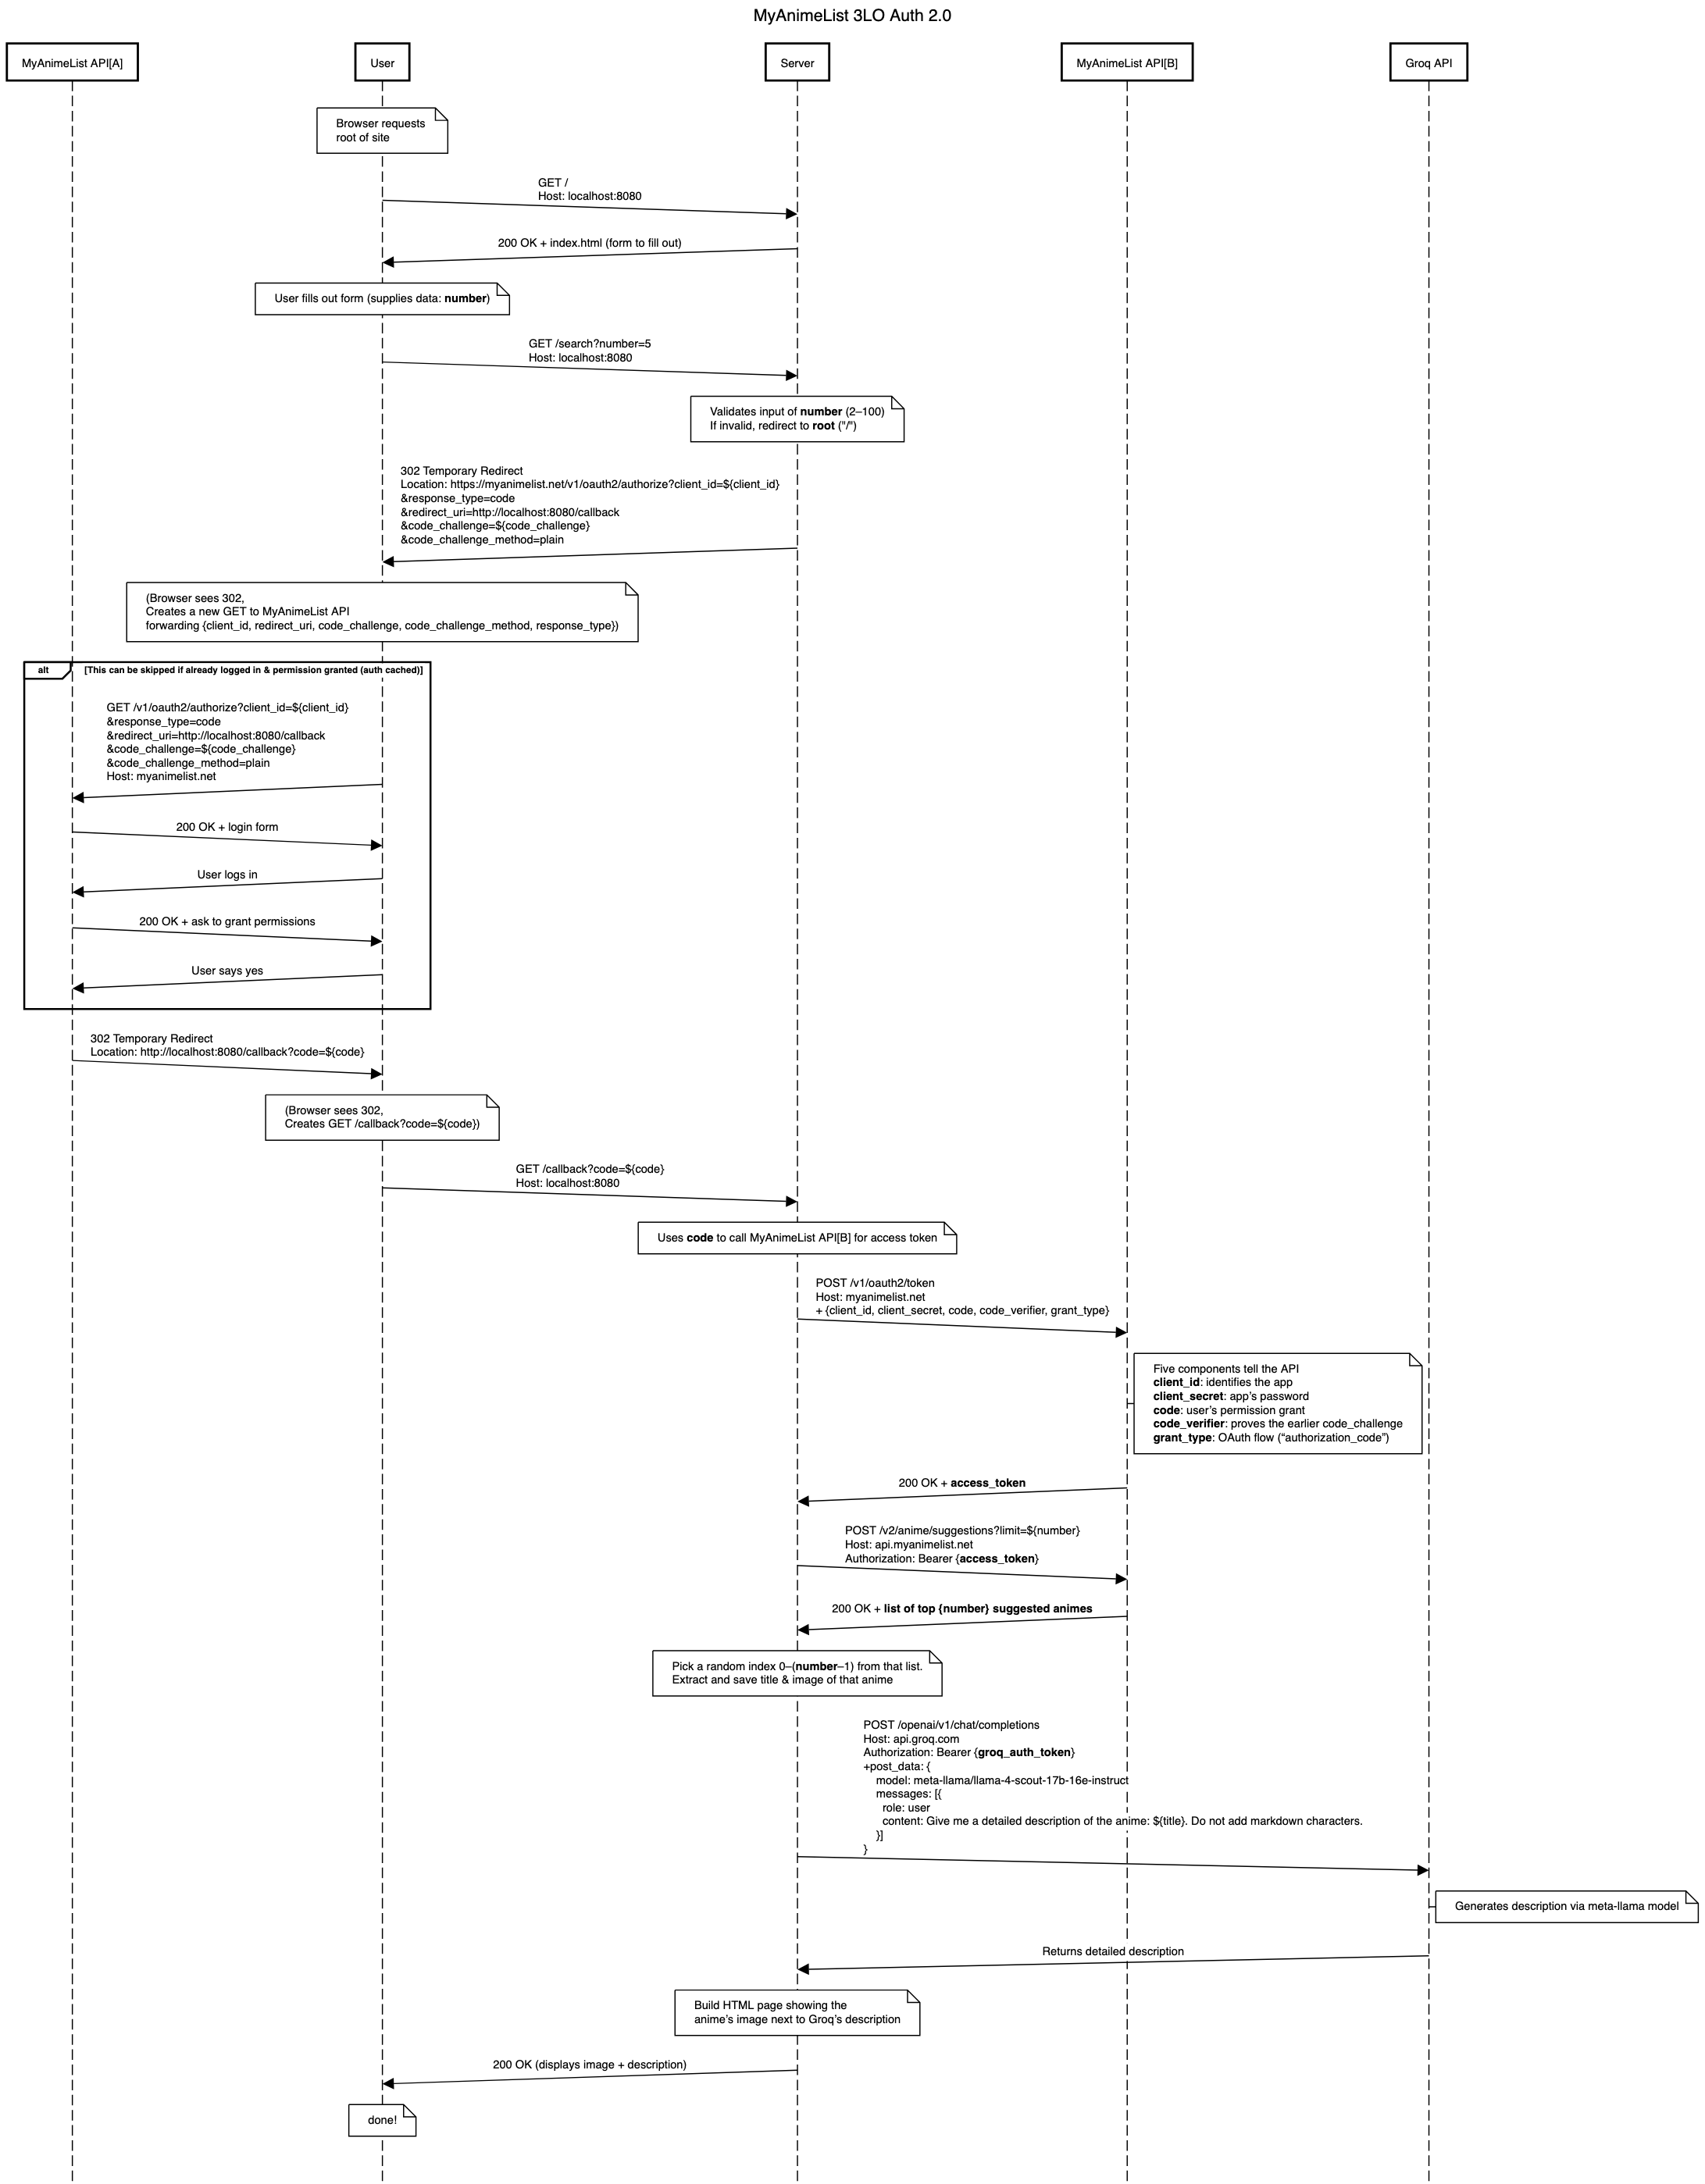 MyAnimeList 3LO Auth 2.0
MyAnimeList API[A]
User
Server
MyAnimeList API[B]
Groq API
Browser requests
root of site
GET /
Host: localhost:8080
200 OK + index.html (form to fill out)
User fills out form (supplies data: number)
GET /search?number=5
Host: localhost:8080
Validates input of number (2–100)
If invalid, redirect to root ("/")
302 Temporary Redirect
Location: https://myanimelist.net/v1/oauth2/authorize?client_id=${client_id}
&response_type=code
&redirect_uri=http://localhost:8080/callback
&code_challenge=${code_challenge}
&code_challenge_method=plain
(Browser sees 302,
Creates a new GET to MyAnimeList API
forwarding {client_id, redirect_uri, code_challenge, code_challenge_method, response_type})
alt
[This can be skipped if already logged in & permission granted (auth cached)]
GET /v1/oauth2/authorize?client_id=${client_id}
&response_type=code
&redirect_uri=http://localhost:8080/callback
&code_challenge=${code_challenge}
&code_challenge_method=plain
Host: myanimelist.net
200 OK + login form
User logs in
200 OK + ask to grant permissions
User says yes
302 Temporary Redirect
Location: http://localhost:8080/callback?code=${code}
(Browser sees 302,
Creates GET /callback?code=${code})
GET /callback?code=${code}
Host: localhost:8080
Uses code to call MyAnimeList API[B] for access token
POST /v1/oauth2/token
Host: myanimelist.net
+ {client_id, client_secret, code, code_verifier, grant_type}
Five components tell the API
client_id: identifies the app
client_secret: app’s password
code: user’s permission grant
code_verifier: proves the earlier code_challenge
grant_type: OAuth flow (“authorization_code”)
200 OK + access_token
POST /v2/anime/suggestions?limit=${number}
Host: api.myanimelist.net
Authorization: Bearer {access_token}
200 OK + list of top {number} suggested animes
Pick a random index 0–(number–1) from that list.
Extract and save title & image of that anime
POST /openai/v1/chat/completions
Host: api.groq.com
Authorization: Bearer {groq_auth_token}
+post_data: {
model: meta-llama/llama-4-scout-17b-16e-instruct
messages: [{
role: user
content: Give me a detailed description of the anime: ${title}. Do not add markdown characters.
}]
}
Generates description via meta-llama model
Returns detailed description
Build HTML page showing the
anime’s image next to Groq’s description
200 OK (displays image + description)
done!